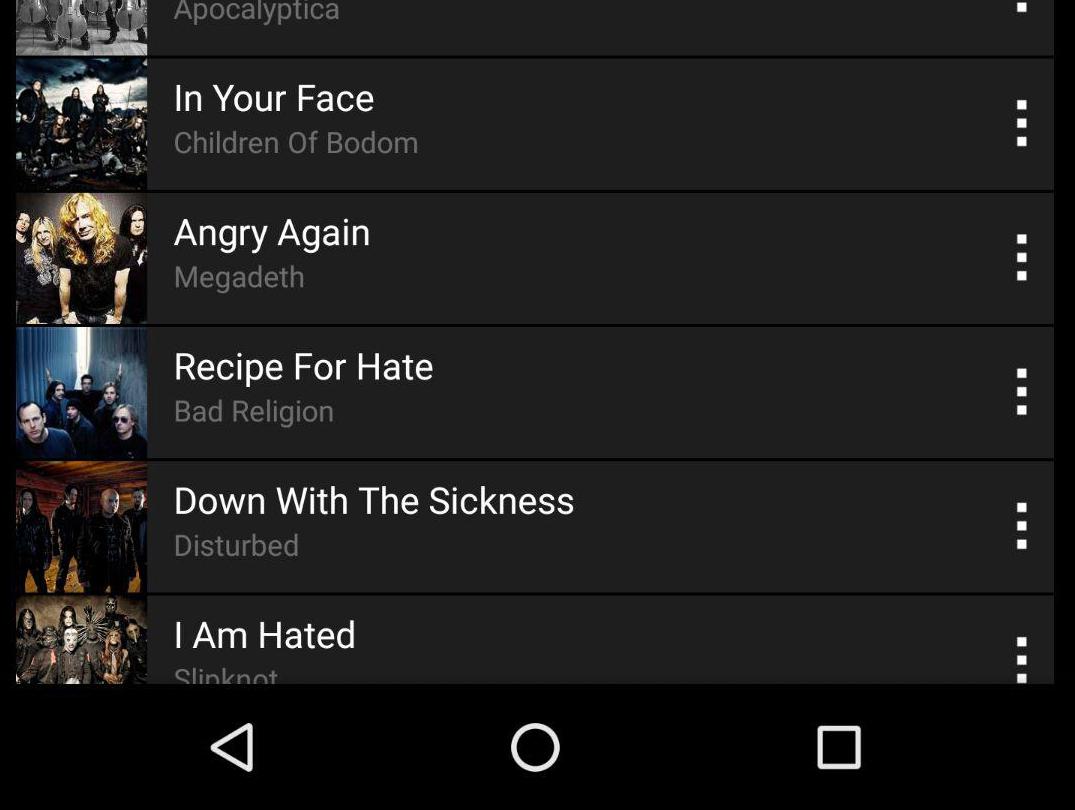 Apocalyptica
In Your Face
Children Of Bodom
Angry Again
Megadeth
Recipe For Hate
Bad Religion
Down With The Sickness
Disturbed
I Am Hated
Slipknot